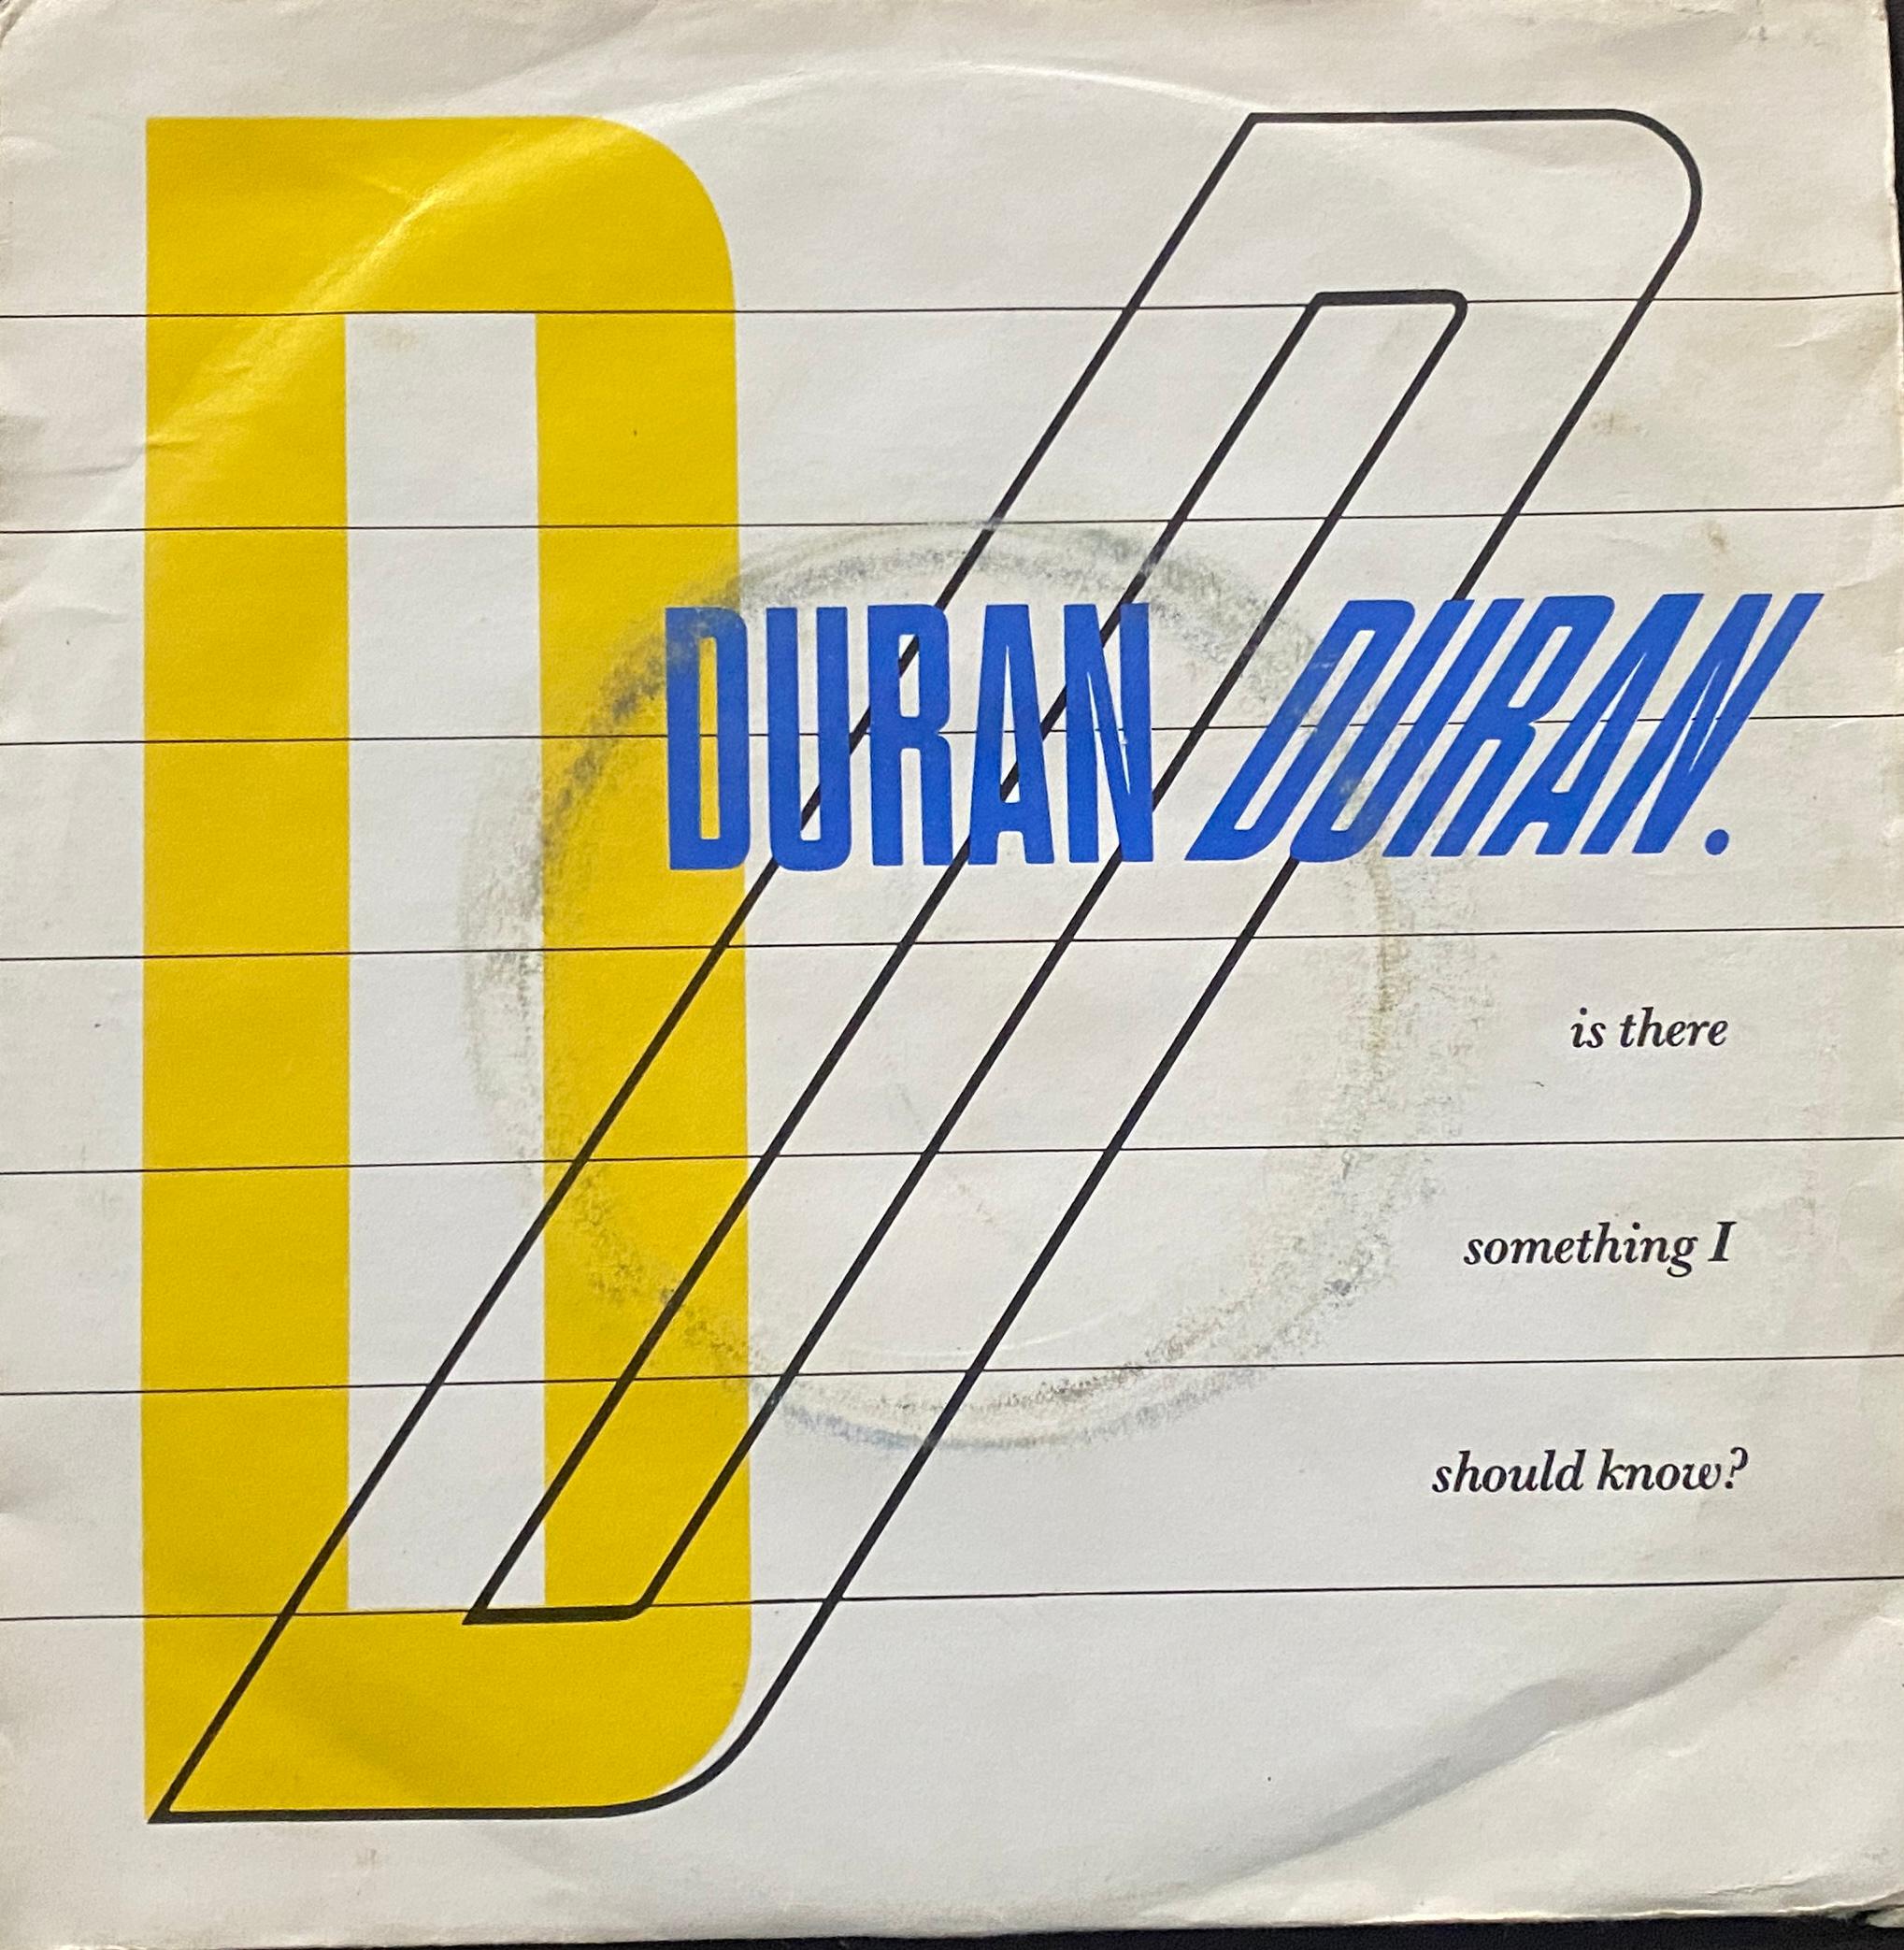 D D
DURAN DURAN.
is there
something I
should know?